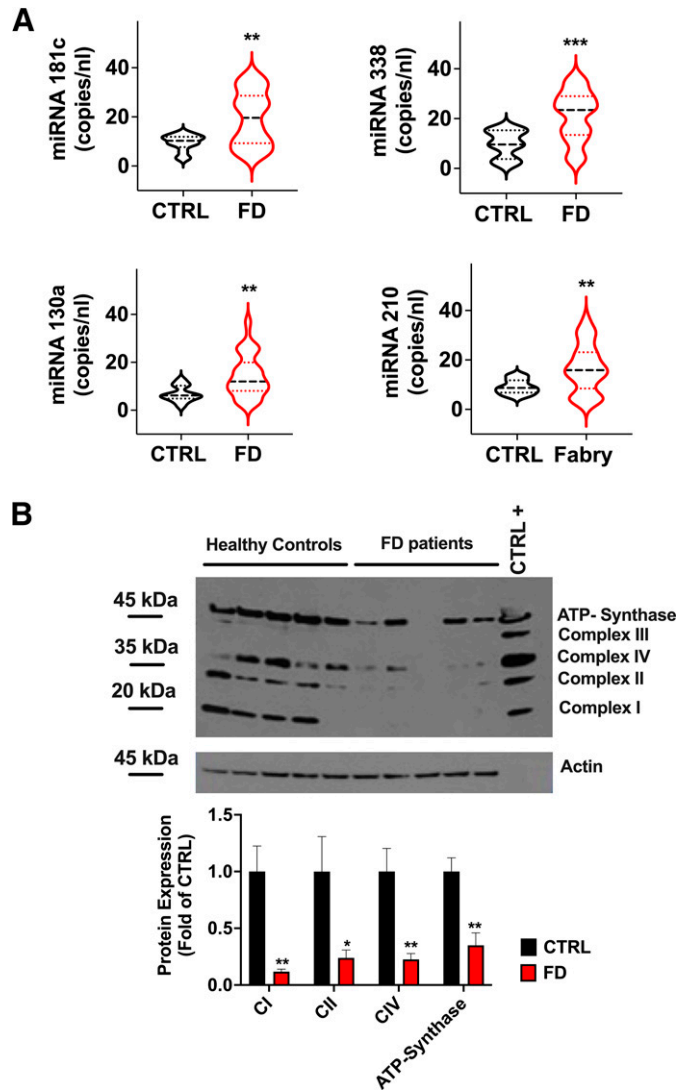 A
miRNA 181c
(copies/nl)
40
20
0
**
CTRL FD
miRNA 338
(copies/nl)
40
20
0
***
CTRL FD
miRNA 130a
(copies/nl)
40
20
0
**
CTRL FD
miRNA 210
(copies/nl)
40
20
0
**
CTRL Fabry
B
Healthy Controls FD patients CTRL +
45 kDa
35 kDa
20 kDa
ATP- Synthase
Complex III
Complex IV
Complex II
Complex I
45 kDa
Actin
Protein Expression
(Fold of CTRL)
1.5
1.0
0.5
0.0
** * ** **
CI CII CIV ATP-Synthase
CTRL
FD